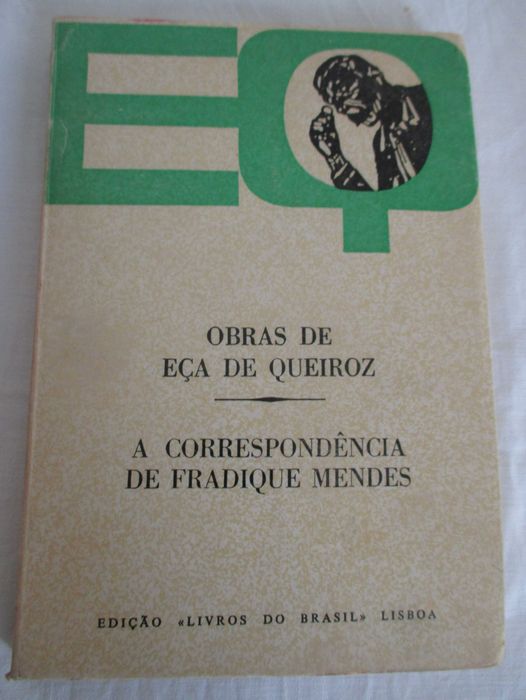 EQ
OBRAS DE
EÇA DE QUEIROZ
A CORRESPONDÊNCIA
DE FRADIQUE MENDES
EDIÇÃO «LIVROS DO BRASIL» LISBOA